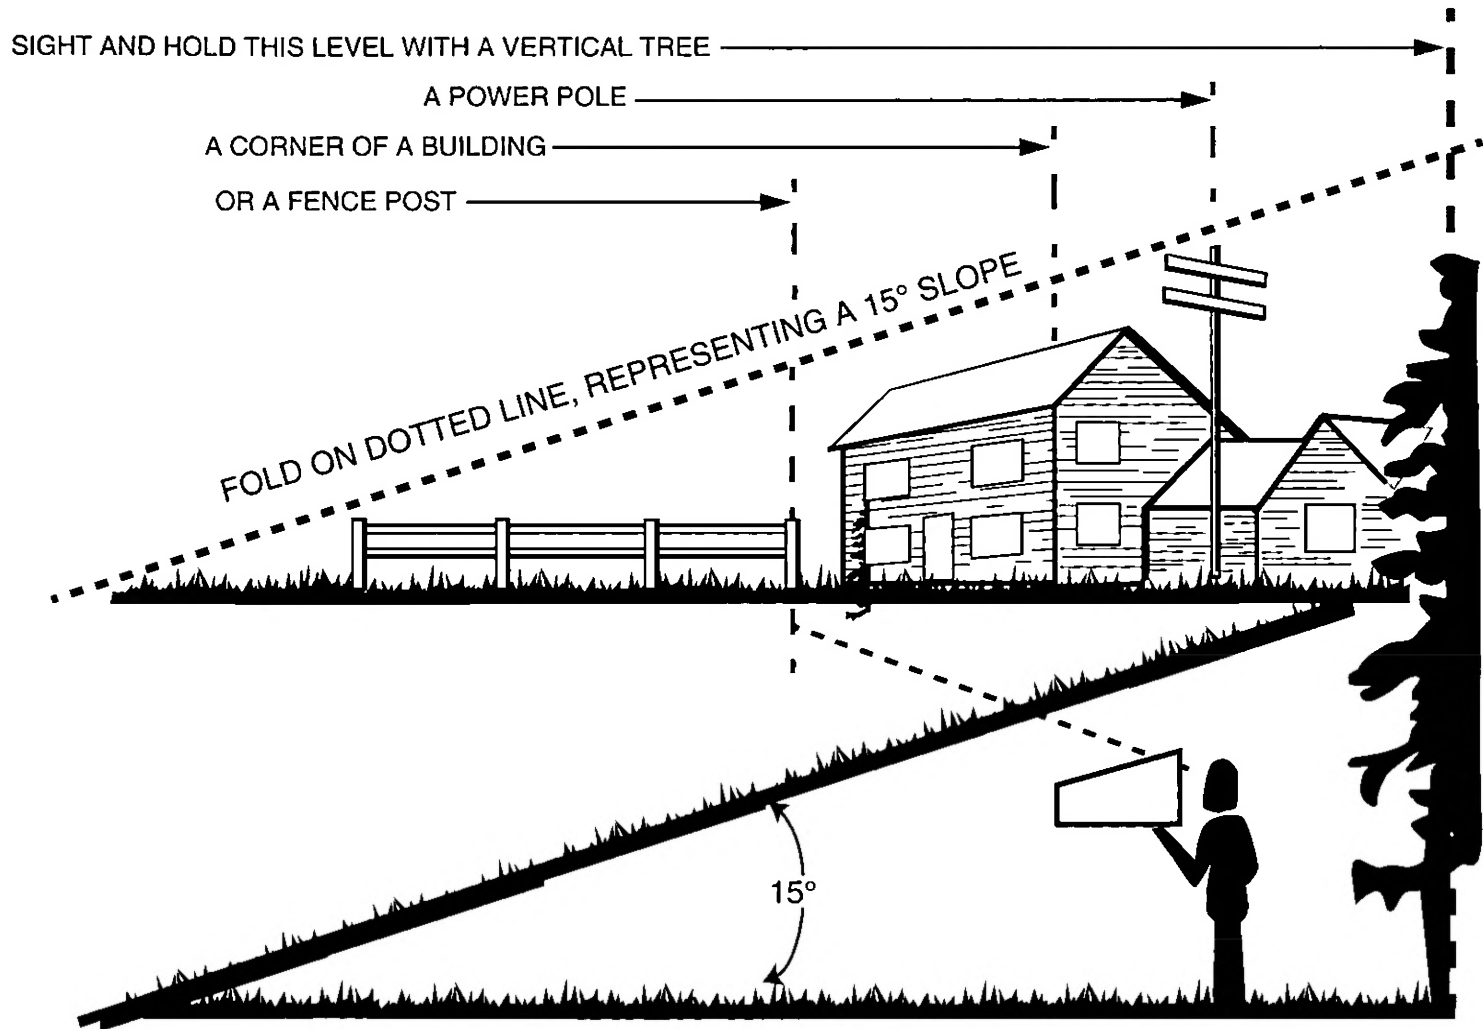 SIGHT AND HOLD THIS LEVEL WITH A VERTICAL TREE
A POWER POLE
A CORNER OF A BUILDING
OR A FENCE POST
FOLD ON DOTTED LINE, REPRESENTING A 15° SLOPE
15°